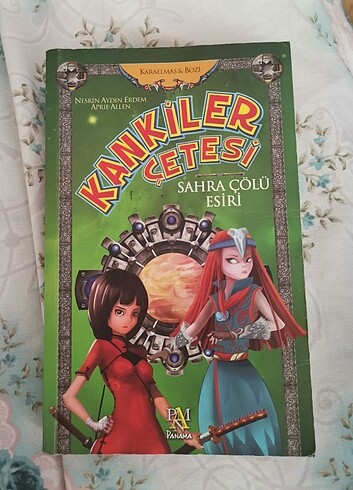 KARAELMAS & BOZİ
NESRİN AYDIN ERDEM
APRIE ALLEN
KANKİLER
ÇETESİ
SAHRA ÇÖLÜ
ESİRİ
PANAMA